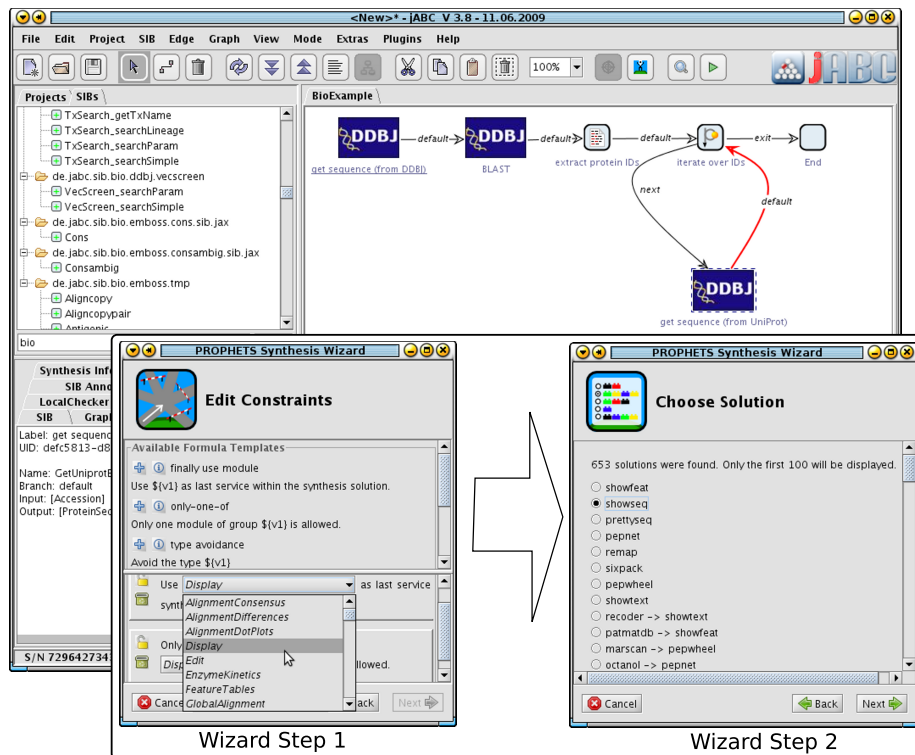 <New>* - jABC V 3.8 - 11.06.2009
File Edit Project SIB Edge Graph View Mode Extras Plugins Help
100%
jABC
Projects SIBs
TxSearch_getTxName
TxSearch_searchLineage
TxSearch_searchParam
TxSearch_searchSimple
de.jabc.sib.bio.ddbj.vecscreen
VecScreen_searchParam
VecScreen_searchSimple
de.jabc.sib.bio.emboss.cons.sib.jax
Cons
de.jabc.sib.bio.emboss.consambig.sib.jax
Consambig
de.jabc.sib.bio.emboss.tmp
Aligncopy
Aligncopypair
Antigenic
bio
BioExample
DDBJ default DDBJ default default exit
get sequence (from DDBJ) BLAST extract protein IDs iterate over IDs End
next
default
DDBJ
get sequence (from UniProt)
Synthesis Inf
SIB Anno
LocalChecker
SIB Grap
Label: get sequenc
UID: defc5813-d8
Name: GetUniprotE
Branch: default
Input: [Accession]
Output: [ProteinSec
S/N 729642734
PROPHETS Synthesis Wizard
Edit Constraints
Available Formula Templates
finally use module
Use ${v1} as last service within the synthesis solution.
only-one-of
Only one module of group ${v1} is allowed.
type avoidance
Avoid the type ${v1}
Use Display as last service
synth
AlignmentConsensus
AlignmentDifferences
AlignmentDotPlots
Display
Edit
EnzymeKinetics
FeatureTables
GlobalAlignment
Only
Disp llowed.
Cance ack Next
Wizard Step 1
PROPHETS Synthesis Wizard
Choose Solution
653 solutions were found. Only the first 100 will be displayed.
showfeat
showseq
prettyseq
pepnet
remap
sixpack
pepwheel
showtext
recoder -> showtext
patmatdb -> showfeat
marscan -> pepwheel
octanol -> pepnet
Cancel Back Next
Wizard Step 2